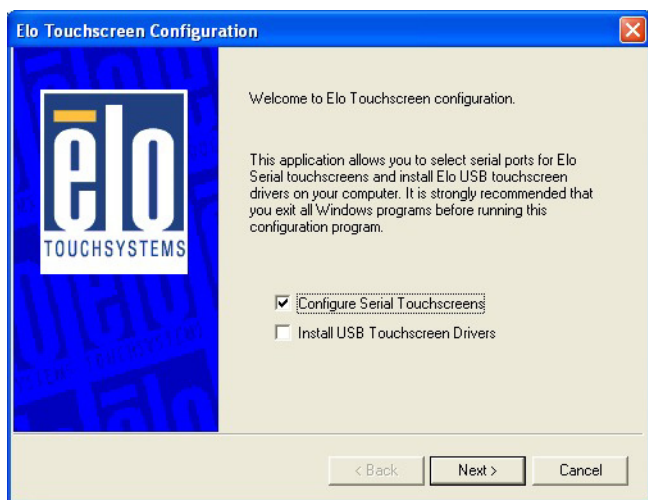 Elo Touchscreen Configuration
elo
TOUCHSYSTEMS
Welcome to Elo Touchscreen configuration.
This application allows you to select serial ports for Elo
Serial touchscreens and install Elo USB touchscreen
drivers on your computer. It is strongly recommended that
you exit all Windows programs before running this
configuration program.
Configure Serial Touchscreens
Install USB Touchscreen Drivers
< Back
Next >
Cancel